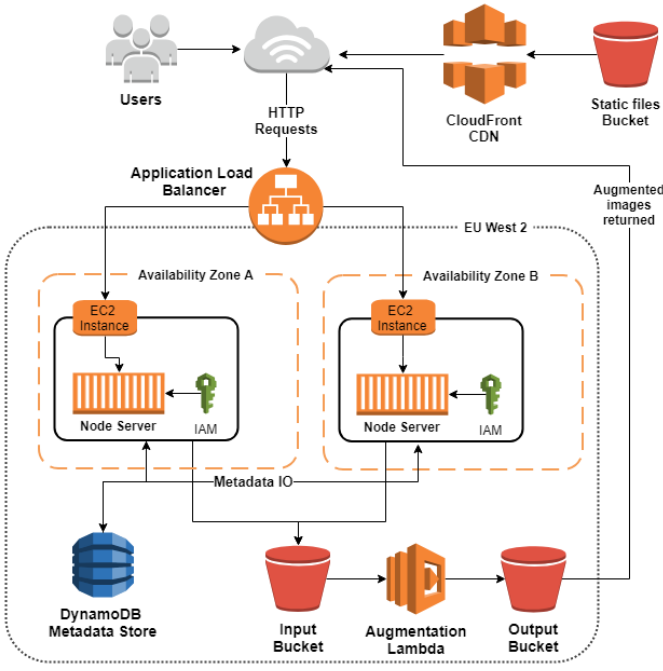 Users
HTTP
Requests
CloudFront
CDN
Static files
Bucket
Application Load
Balancer
Augmented
images
returned
EU West 2
Availability Zone A
Availability Zone B
EC2
Instance
EC2
Instance
Node Server
IAM
Node Server
IAM
Metadata IO
DynamoDB
Metadata Store
Input
Bucket
Augmentation
Lambda
Output
Bucket